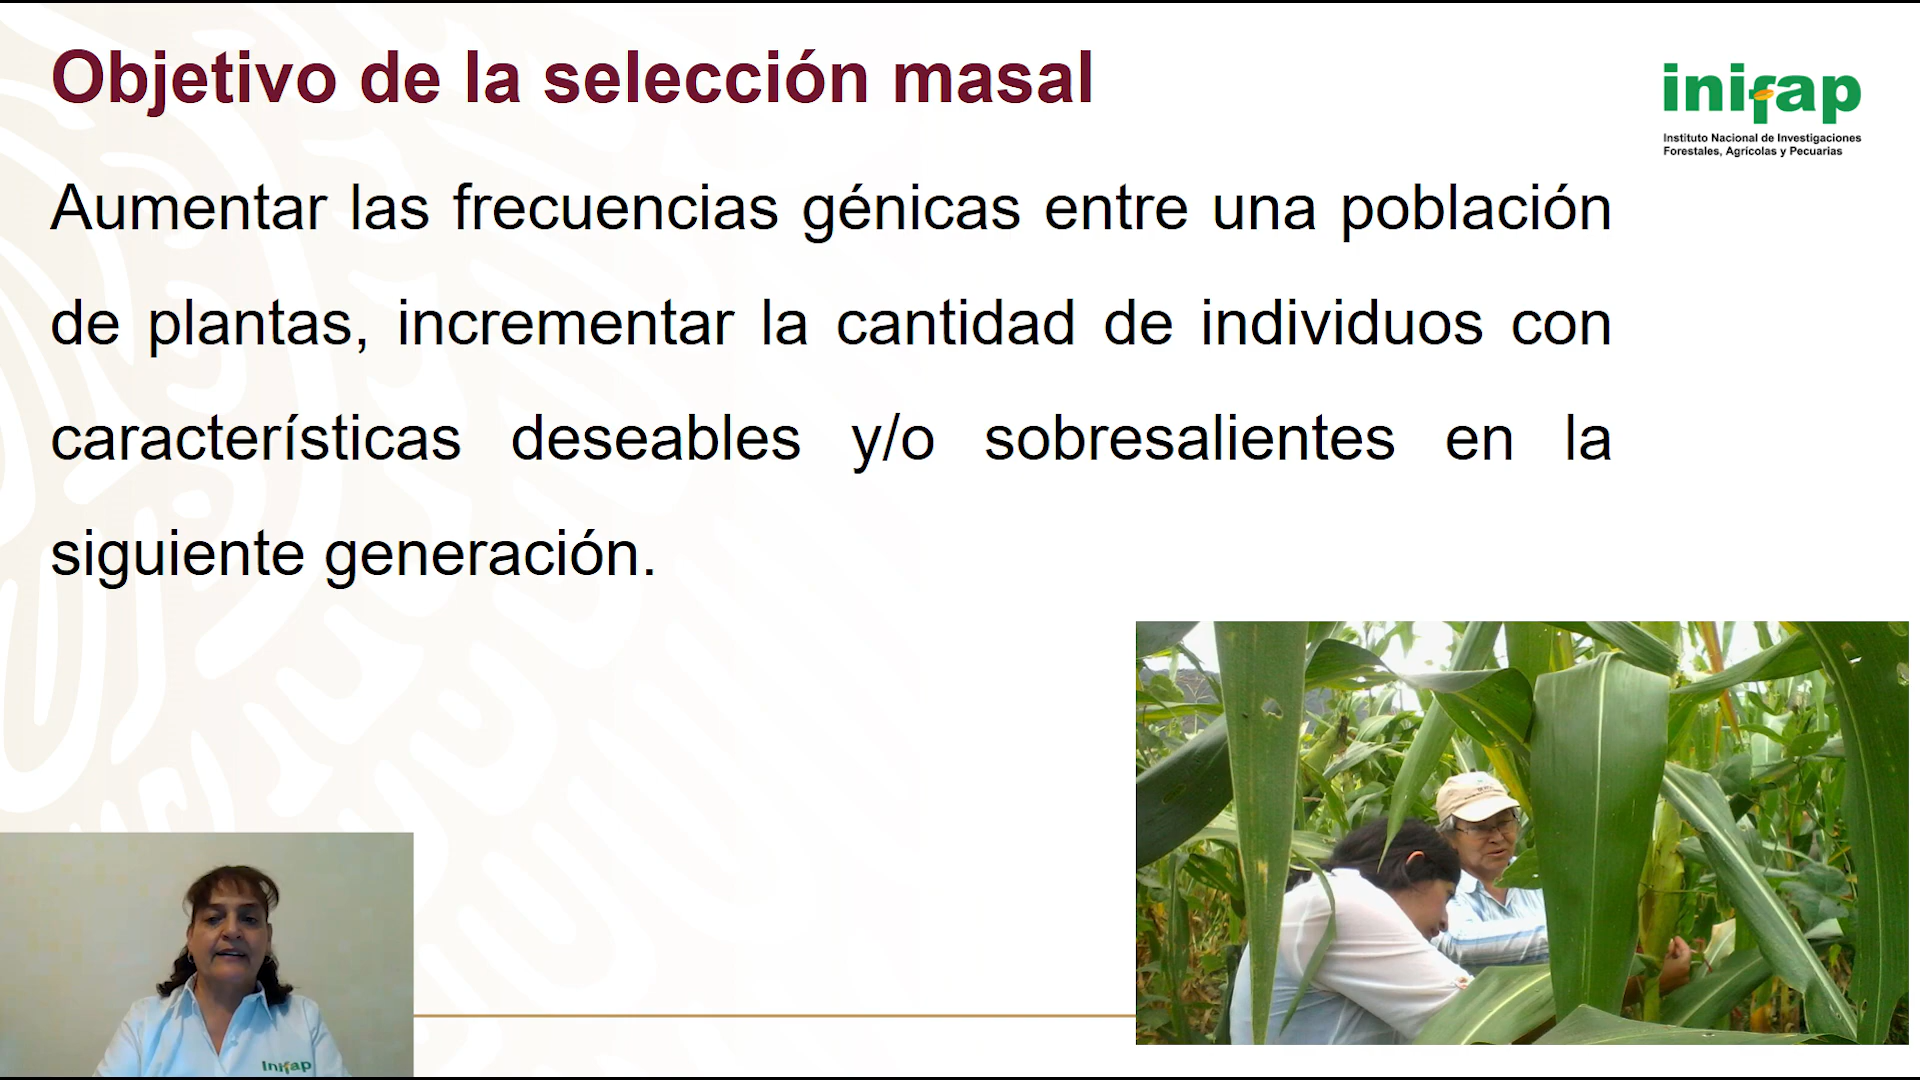 Objetivo de la selección masal
inifap
Instituto Nacional de Investigaciones
Forestales, Agrícolas y Pecuarias
Aumentar las frecuencias génicas entre una población
de plantas, incrementar la cantidad de individuos con
características deseables y/o sobresalientes en la
siguiente generación.
inifap